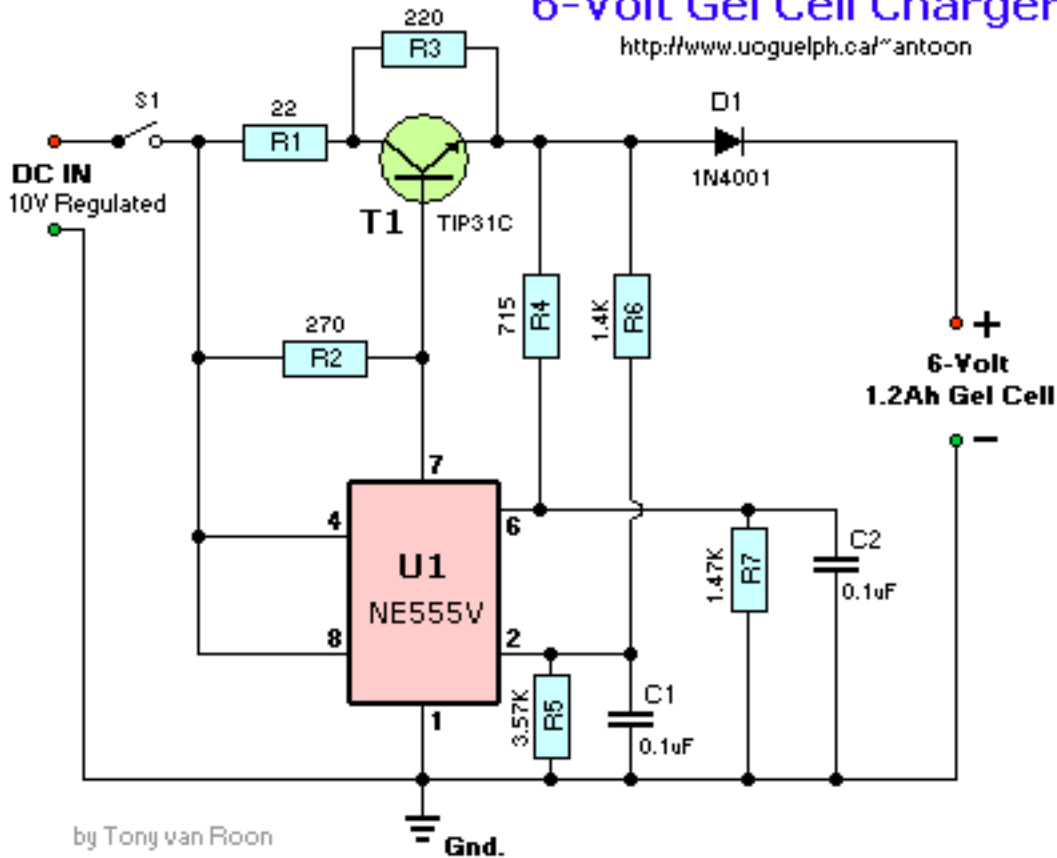 6-Volt Gel Cell Charger
http://www.uoguelph.ca/~antoon
220
R3
S1
22
R1
D1
1N4001
DC IN
10V Regulated
T1
TIP31C
715
R4
1.4K
R6
270
R2
+
6-Volt
1.2Ah Gel Cell
−
7
4
6
U1
NE555V
8
2
1
1.47K
R7
C2
0.1uF
3.57K
R5
C1
0.1uF
by Tony van Roon
Gnd.